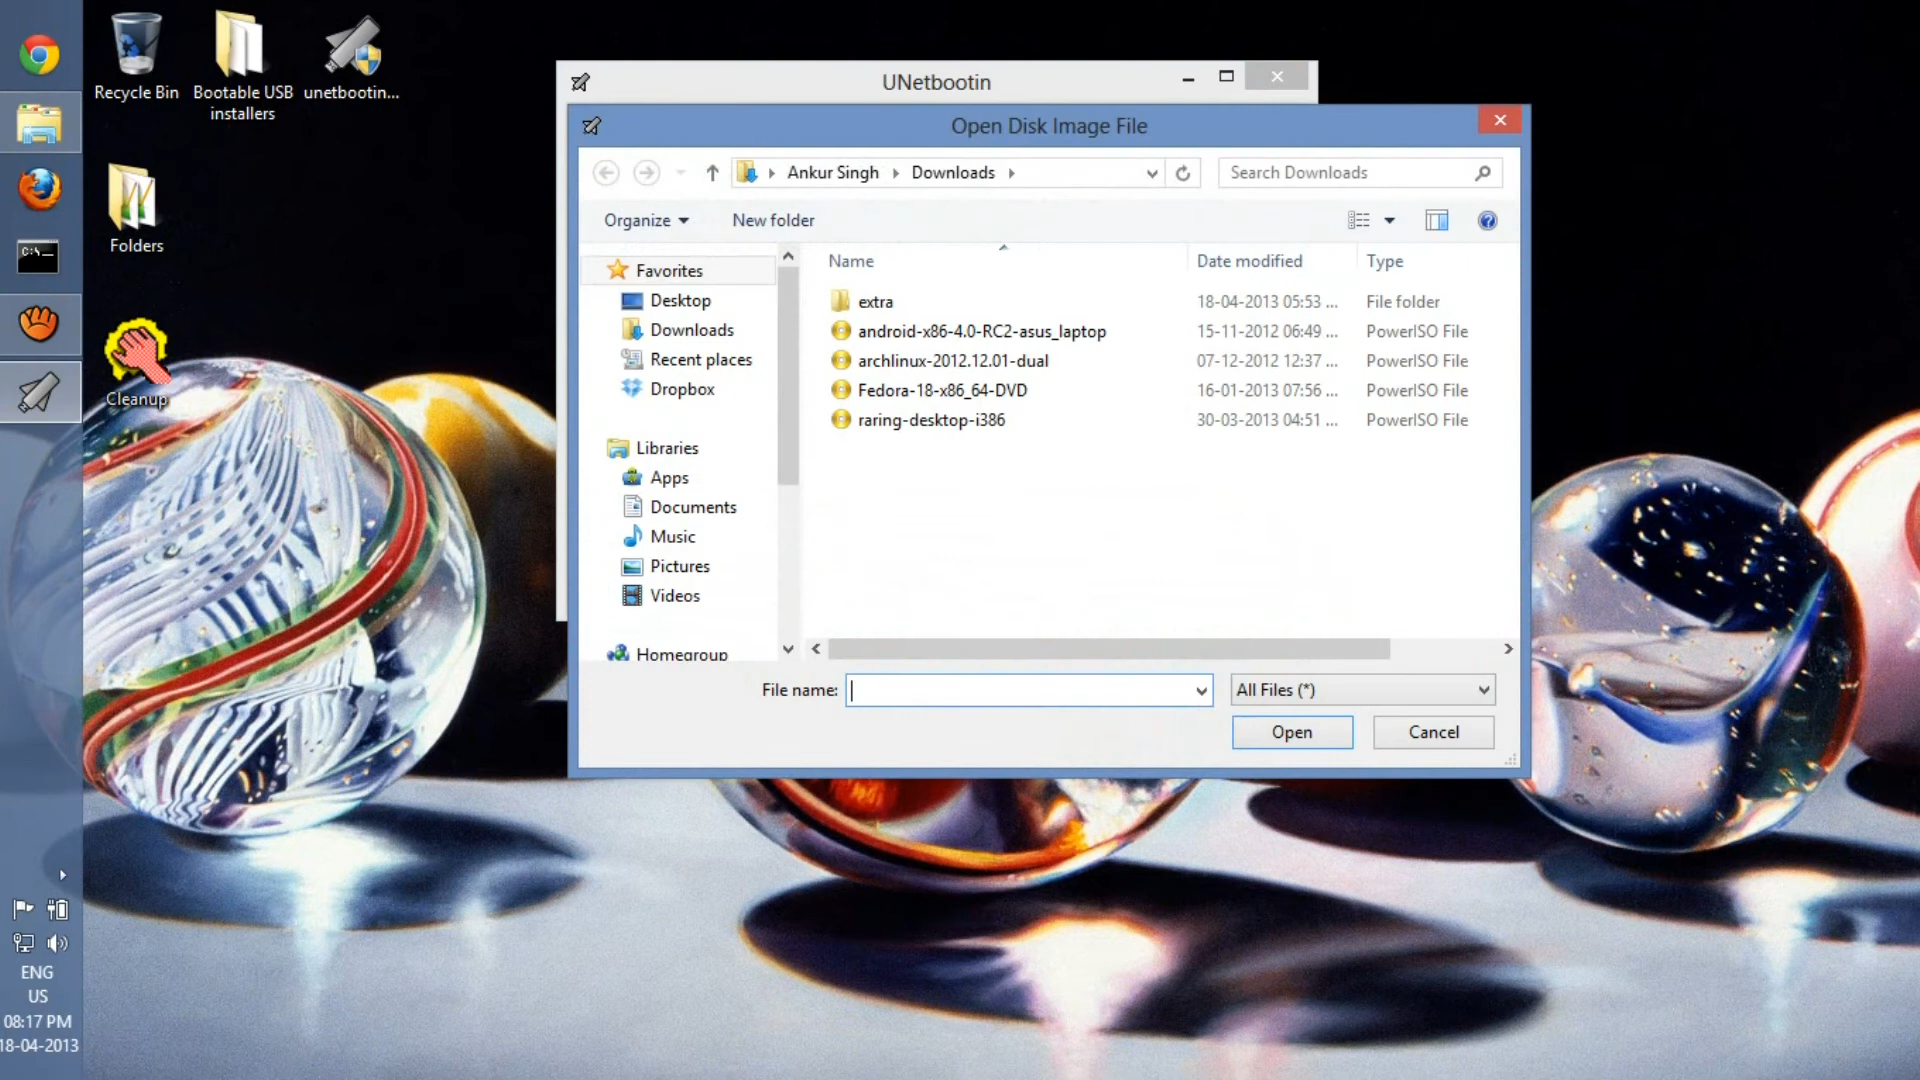 Recycle Bin
Bootable USB
installers
unetbootin...
Folders
Cleanup
C:\
UNetbootin
Open Disk Image File
Ankur Singh
Downloads
Search Downloads
Organize
New folder
Favorites
Desktop
Downloads
Recent places
Dropbox
Libraries
Apps
Documents
Music
Pictures
Videos
Homegroup
Name Date modified Type
extra 18-04-2013 05:53 ... File folder
android-x86-4.0-RC2-asus_laptop 15-11-2012 06:49 ... PowerISO File
archlinux-2012.12.01-dual 07-12-2012 12:37 ... PowerISO File
Fedora-18-x86_64-DVD 16-01-2013 07:56 ... PowerISO File
raring-desktop-i386 30-03-2013 04:51 ... PowerISO File
File name:
All Files (*)
Open
Cancel
ENG
US
08:17 PM
18-04-2013